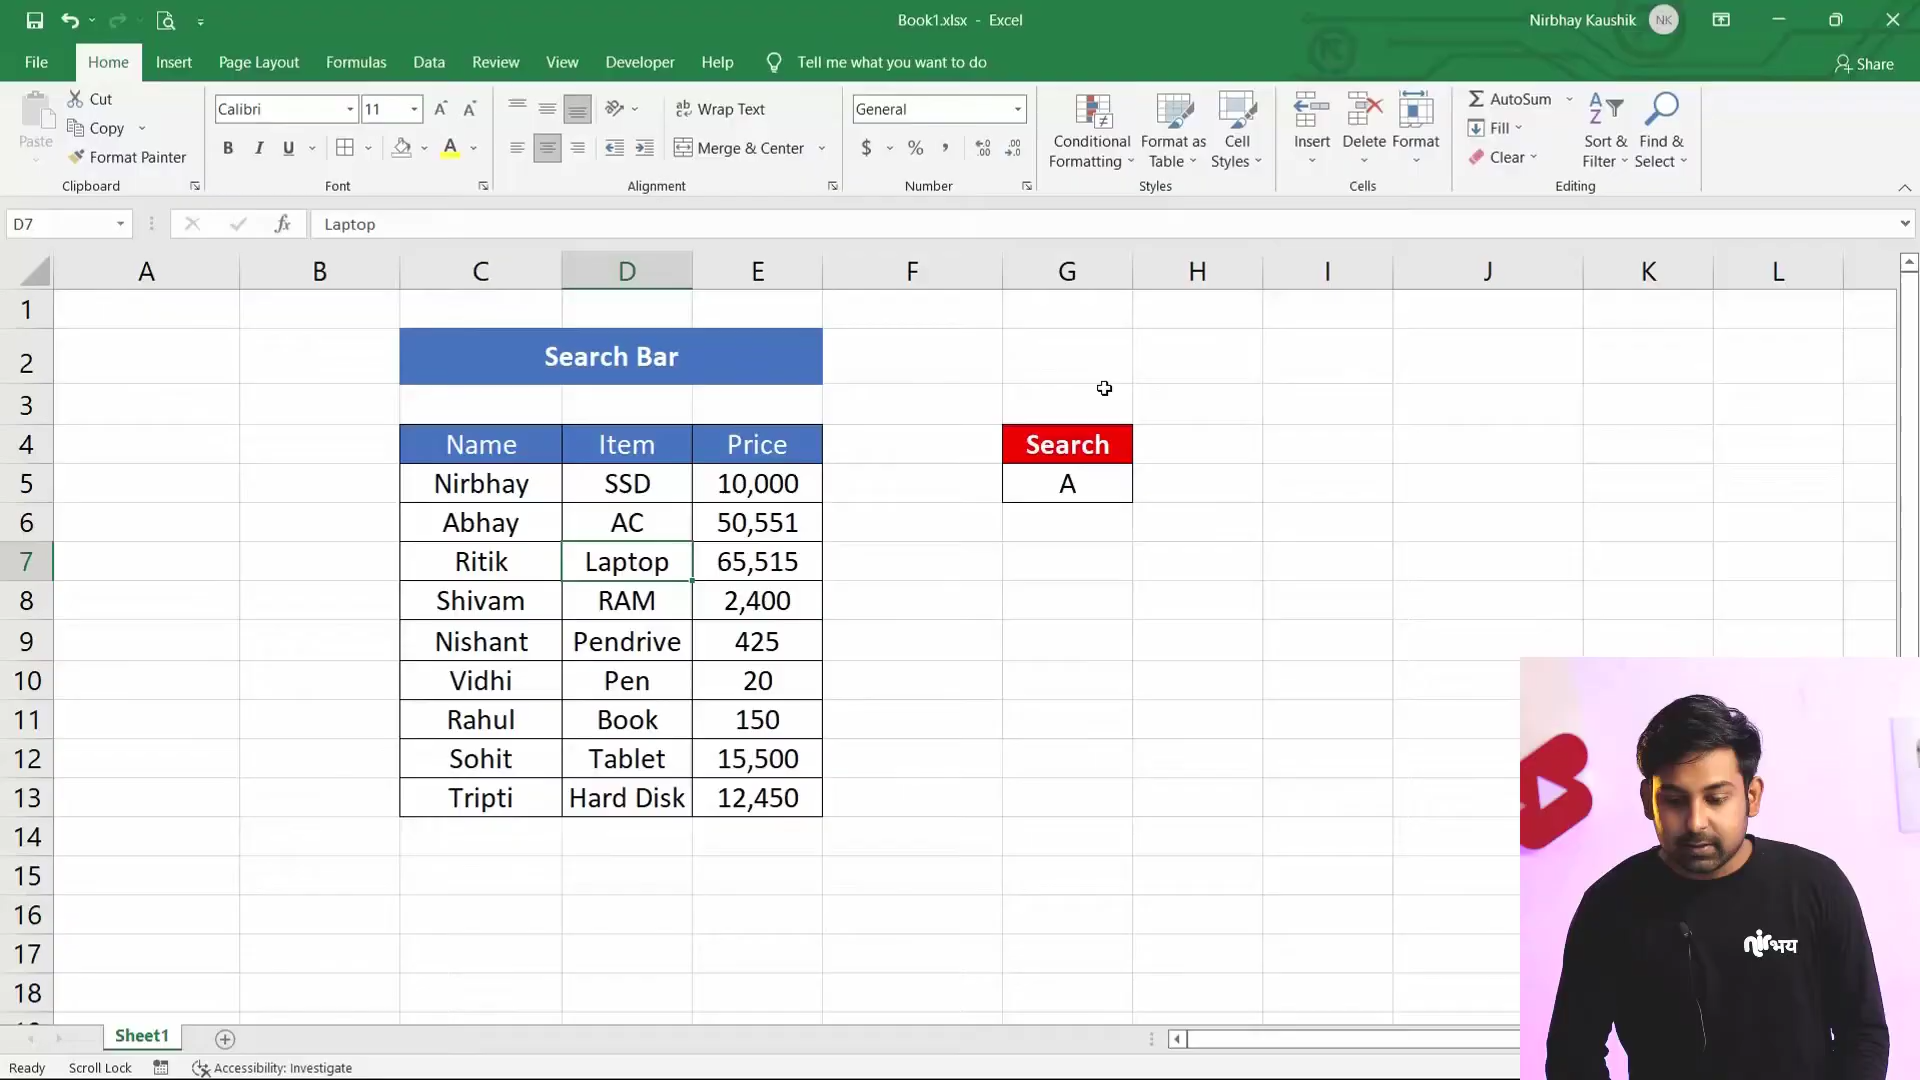 Book1.xlsx - Excel
Nirbhay Kaushik NK
File Home Insert Page Layout Formulas Data Review View Developer Help Tell me what you want to do Share
Paste
Cut
Copy
Format Painter
Clipboard
Calibri 11
B I U A
Font
Wrap Text
Merge & Center
Alignment
General
$ % ,
Number
Conditional Formatting
Format as Table
Cell Styles
Styles
Insert Delete Format
Cells
AutoSum
Fill
Clear
Sort & Filter
Find & Select
Editing
D7 fx Laptop
A B C D E F G H I J K L
1
2 Search Bar
3
4 Name Item Price Search
5 Nirbhay SSD 10,000 A
6 Abhay AC 50,551
7 Ritik Laptop 65,515
8 Shivam RAM 2,400
9 Nishant Pendrive 425
10 Vidhi Pen 20
11 Rahul Book 150
12 Sohit Tablet 15,500
13 Tripti Hard Disk 12,450
14
15
16
17
18
nirभय
Sheet1
Ready Scroll Lock Accessibility: Investigate